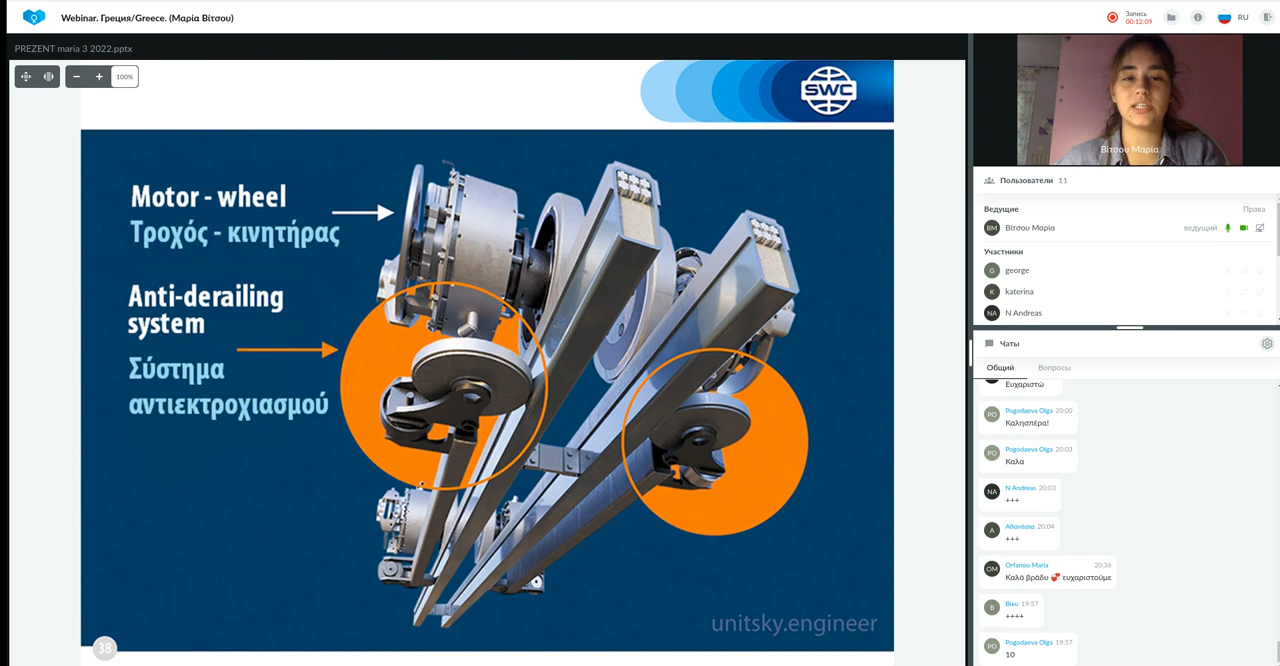 Webinar. Греция/Greece. (Марία Вітσου)
Запись
00:12:09
RU
PREZENT maria 3 2022.pptx
100%
SWC
Motor - wheel
Τροχός - κινητήρας
Anti-derailing
system
Σύστημα
αντιεκτροχιασμού
unitsky.engineer
38
Βίτσου Μαρία
Пользователи 11
Ведущие Права
ΒΜ Βίτσου Μαρία ведущий
Участники
G george
K katerina
NA N Andreas
Чаты
Общий Вопросы
Ευχαριστώ
PO Pogodaeva Olga 20:00
Καλησπέρα!
PO Pogodaeva Olga 20:03
Καλα
NA N Andreas 20:03
+++
Α Αθανάσια 20:04
+++
OM Orfanou Maria 20:36
Καλό βράδυ 💞 ευχαριστούμε
19:57
++++
PO Pogodaeva Olga 19:57
10